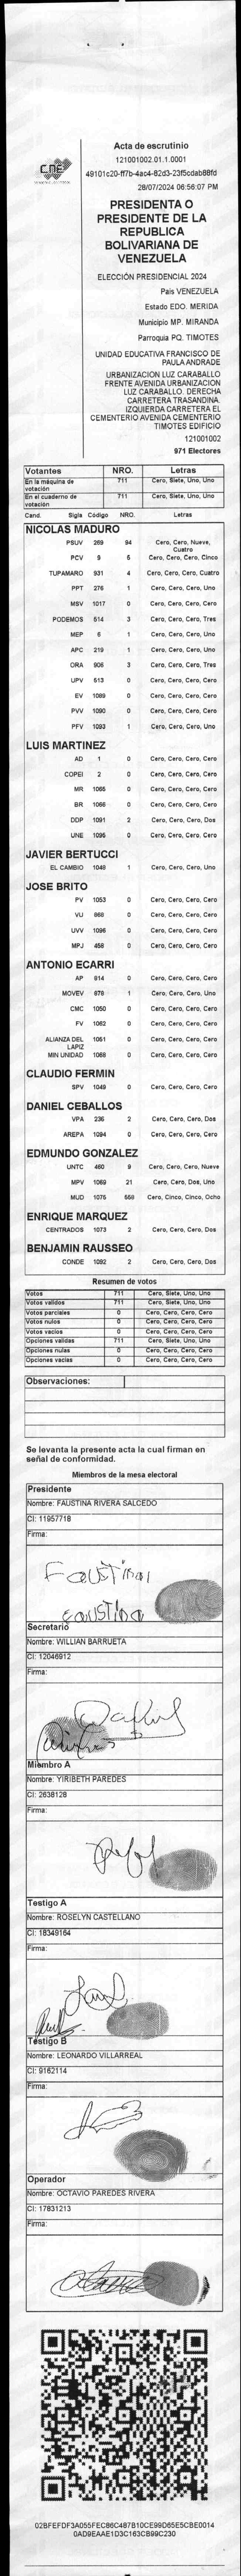 CNE
Acta de escrutinio
121001002.01.1.0001
49101c20-ff7b-4ac4-82d3-23f5cdab88fd
28/07/2024 06:56:07 PM
PRESIDENTA O
PRESIDENTE DE LA
REPUBLICA
BOLIVARIANA DE
VENEZUELA
ELECCIÓN PRESIDENCIAL 2024
Pais VENEZUELA
Estado EDO. MERIDA
Municipio MP. MIRANDA
Parroquia PQ. TIMOTES
UNIDAD EDUCATIVA FRANCISCO DE
PAULA ANDRADE
URBANIZACIÓN LUZ CARABALLO
FRENTE AVENIDA URBANIZACION
LUZ CARABALLO. DERECHA
CARRETERA TRASANDINA.
IZQUIERDA CARRETERA EL
CEMENTERIO AVENIDA CEMENTERIO
TIMOTES EDIFICIO
121001002
971 Electores
Votantes NRO. Letras
En la máquina de votación 711 Cero, Siete, Uno, Uno
En el cuaderno de votación 711 Cero, Siete, Uno, Uno
Cand. Sigla Código NRO. Letras
NICOLAS MADURO
PSUV 269 94 Cero, Cero, Nueve, Cuatro
PCV 9 5 Cero, Cero, Cero, Cinco
TUPAMARO 931 4 Cero, Cero, Cero, Cuatro
PPT 276 1 Cero, Cero, Cero, Uno
MSV 1017 0 Cero, Cero, Cero, Cero
PODEMOS 514 3 Cero, Cero, Cero, Tres
MEP 6 1 Cero, Cero, Cero, Uno
APC 219 1 Cero, Cero, Cero, Uno
ORA 906 3 Cero, Cero, Cero, Tres
UPV 513 0 Cero, Cero, Cero, Cero
EV 1089 0 Cero, Cero, Cero, Cero
PVV 1090 0 Cero, Cero, Cero, Cero
PFV 1093 1 Cero, Cero, Cero, Uno
LUIS MARTINEZ
AD 1 0 Cero, Cero, Cero, Cero
COPEI 2 0 Cero, Cero, Cero, Cero
MR 1065 0 Cero, Cero, Cero, Cero
BR 1066 0 Cero, Cero, Cero, Cero
DDP 1091 2 Cero, Cero, Cero, Dos
UNE 1095 0 Cero, Cero, Cero, Cero
JAVIER BERTUCCI
EL CAMBIO 1048 1 Cero, Cero, Cero, Uno
JOSE BRITO
PV 1053 0 Cero, Cero, Cero, Cero
VU 868 0 Cero, Cero, Cero, Cero
UVV 1096 0 Cero, Cero, Cero, Cero
MPJ 458 0 Cero, Cero, Cero, Cero
ANTONIO ECARRI
AP 814 0 Cero, Cero, Cero, Cero
MOVEV 878 1 Cero, Cero, Cero, Uno
CMC 1050 0 Cero, Cero, Cero, Cero
FV 1062 0 Cero, Cero, Cero, Cero
ALIANZA DEL LAPIZ 1061 0 Cero, Cero, Cero, Cero
MIN UNIDAD 1068 0 Cero, Cero, Cero, Cero
CLAUDIO FERMIN
SPV 1049 0 Cero, Cero, Cero, Cero
DANIEL CEBALLOS
VPA 236 2 Cero, Cero, Cero, Dos
AREPA 1094 0 Cero, Cero, Cero, Cero
EDMUNDO GONZALEZ
UNTC 460 9 Cero, Cero, Cero, Nueve
MPV 1069 21 Cero, Cero, Dos, Uno
MUD 1075 558 Cero, Cinco, Cinco, Ocho
ENRIQUE MARQUEZ
CENTRADOS 1073 2 Cero, Cero, Cero, Dos
BENJAMIN RAUSSEO
CONDE 1092 2 Cero, Cero, Cero, Dos
Resumen de votos
Votos 711 Cero, Siete, Uno, Uno
Votos validos 711 Cero, Siete, Uno, Uno
Votos parciales 0 Cero, Cero, Cero, Cero
Votos nulos 0 Cero, Cero, Cero, Cero
Votos vacios 0 Cero, Cero, Cero, Cero
Opciones validas 711 Cero, Siete, Uno, Uno
Opciones nulas 0 Cero, Cero, Cero, Cero
Opciones vacias 0 Cero, Cero, Cero, Cero
Observaciones:
Se levanta la presente acta la cual firman en
señal de conformidad.
Miembros de la mesa electoral
Presidente
Nombre: FAUSTINA RIVERA SALCEDO
CI: 11957718
Firma:
Faustina
Faustina
Secretario
Nombre: WILLIAN BARRUETA
CI: 12046912
Firma:
Miembro A
Nombre: YIRIBETH PAREDES
CI: 2638128
Firma:
Testigo A
Nombre: ROSELYN CASTELLANO
CI: 18349164
Firma:
Testigo B
Nombre: LEONARDO VILLARREAL
CI: 9162114
Firma:
Operador
Nombre: OCTAVIO PAREDES RIVERA
CI: 17831213
Firma:
02BFEFDF3A055FEC86C487B10CE99D65E5CBE0014
0AD9EAAE1D3C163CB99C230